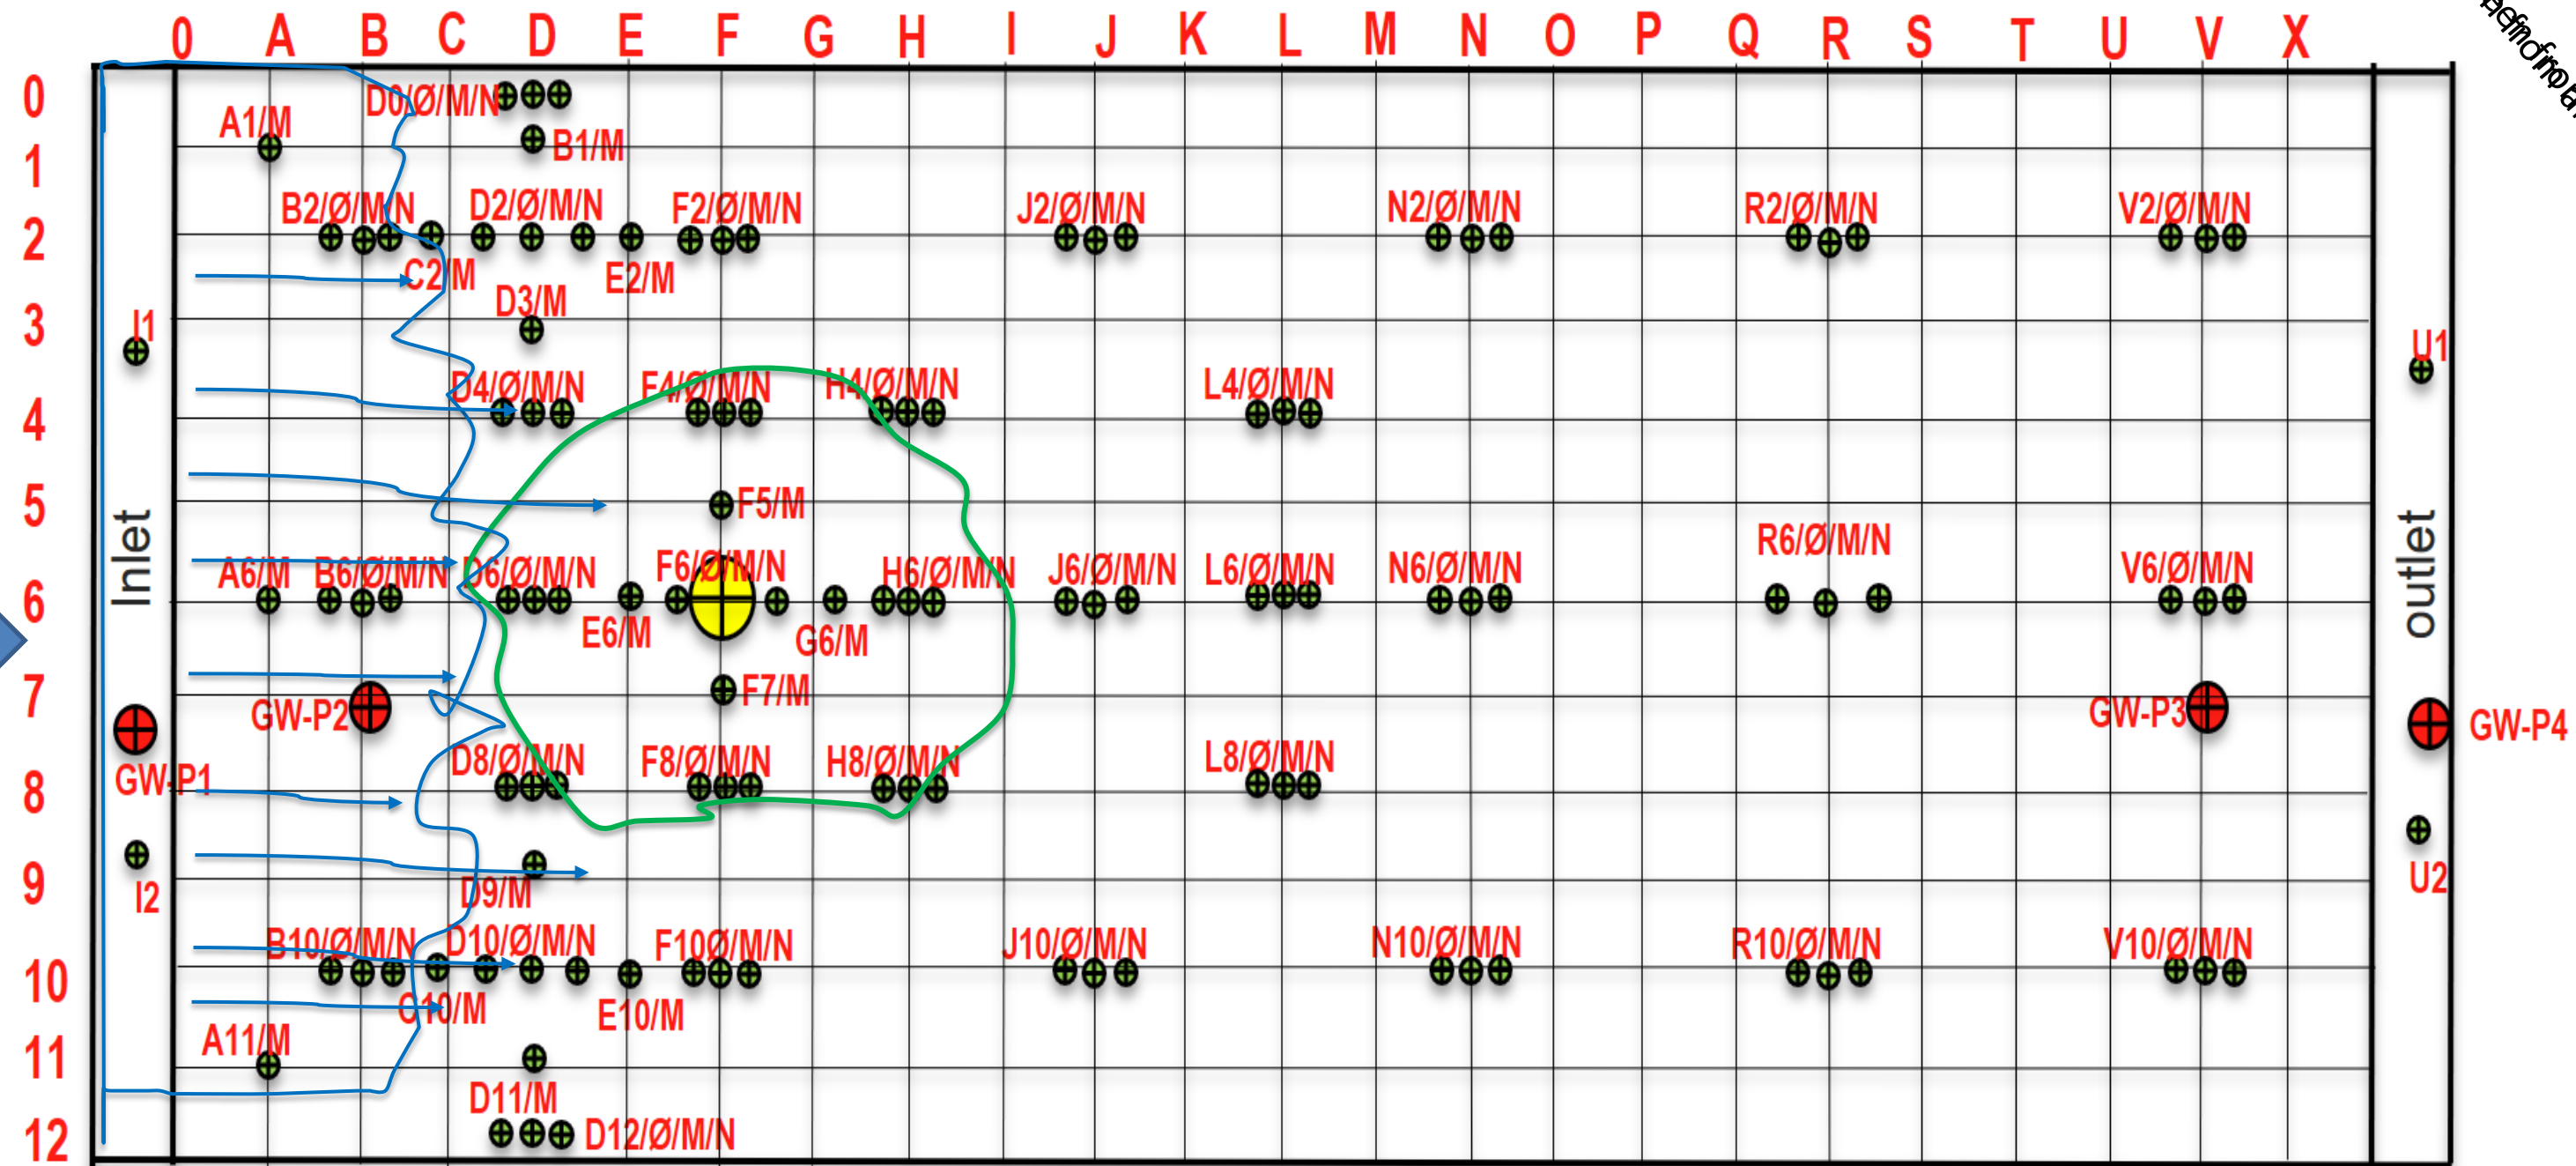 0 A B C D E F G H I J K L M N O P Q R S T U V X
0
D0/Ø/M/N
A1/M
B1/M
1
B2/Ø/M/N D2/Ø/M/N F2/Ø/M/N J2/Ø/M/N N2/Ø/M/N R2/Ø/M/N V2/Ø/M/N
2
C2/M E2/M
D3/M
3 I1 U1
D4/Ø/M/N F4/Ø/M/N H4/Ø/M/N L4/Ø/M/N
4
5 F5/M
Inlet
outlet
R6/Ø/M/N
A6/M B6/Ø/M/N D6/Ø/M/N F6/Ø/M/N H6/Ø/M/N J6/Ø/M/N L6/Ø/M/N N6/Ø/M/N V6/Ø/M/N
6
E6/M G6/M
7 F7/M
GW-P2 GW-P3 GW-P4
D8/Ø/M/N F8/Ø/M/N H8/Ø/M/N L8/Ø/M/N
GW-P1
8
9 I2 D9/M U2
B10/Ø/M/N D10/Ø/M/N F10Ø/M/N J10/Ø/M/N N10/Ø/M/N R10/Ø/M/N V10/Ø/M/N
10
C10/M E10/M
A11/M
11
D11/M
12 D12/Ø/M/N